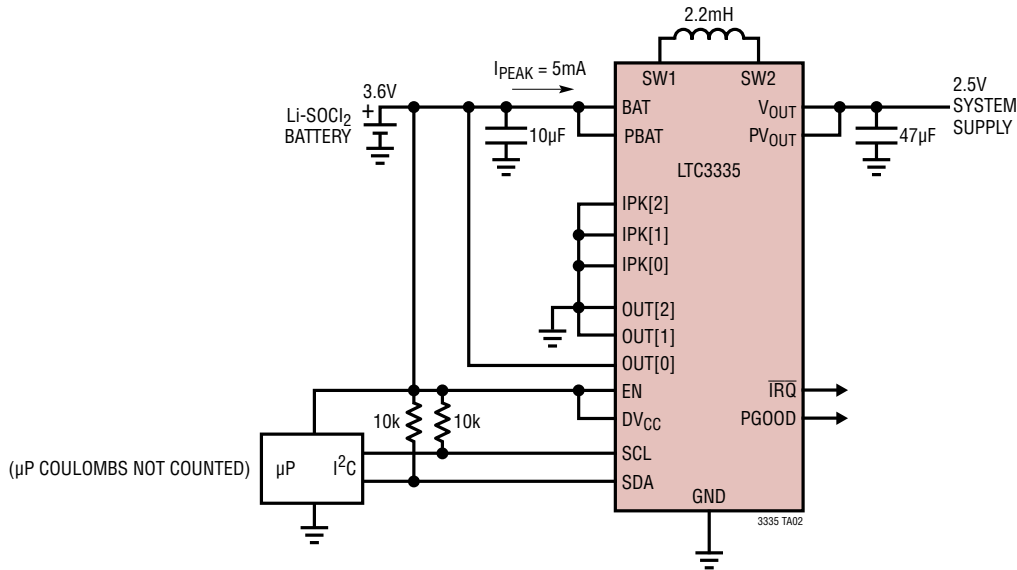 2.2mH
SW1 SW2
I_PEAK = 5mA
3.6V
+
Li-SOCl₂
BATTERY
10µF
BAT
PBAT
V_OUT
PV_OUT
2.5V
SYSTEM
SUPPLY
47µF
LTC3335
IPK[2]
IPK[1]
IPK[0]
OUT[2]
OUT[1]
OUT[0]
EN
DV_CC
SCL
SDA
I̅R̅Q̅
PGOOD
10k 10k
(µP COULOMBS NOT COUNTED)
µP I²C
GND
3335 TA02